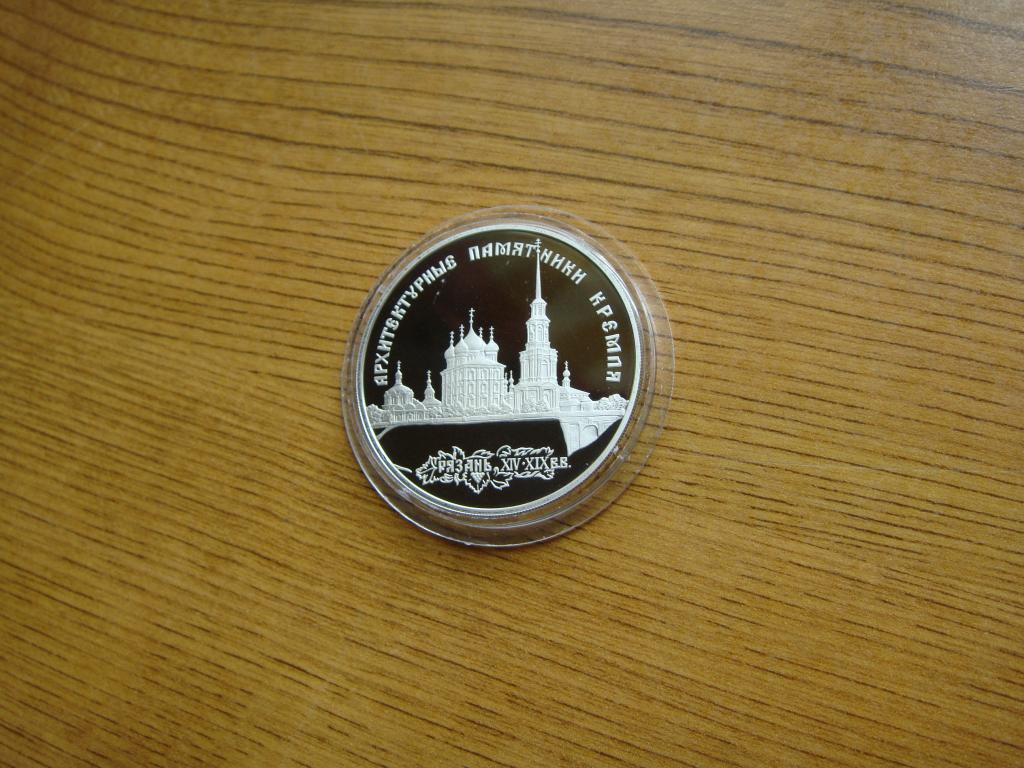 АРХИТЕКТУРНЫЕ ПАМЯТНИКИ КРЕМЛЯ
Г.РЯЗАНЬ, XIV-XIX ВВ.